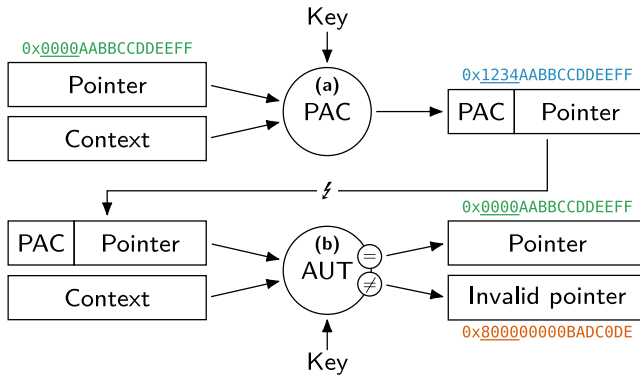 Key
0x0000AABBCCDDEEFF
Pointer
Context
(a)
PAC
0x1234AABBCCDDEEFF
PAC Pointer
PAC Pointer
Context
(b)
AUT
=
≠
Key
0x0000AABBCCDDEEFF
Pointer
Invalid pointer
0x800000000BADC0DE